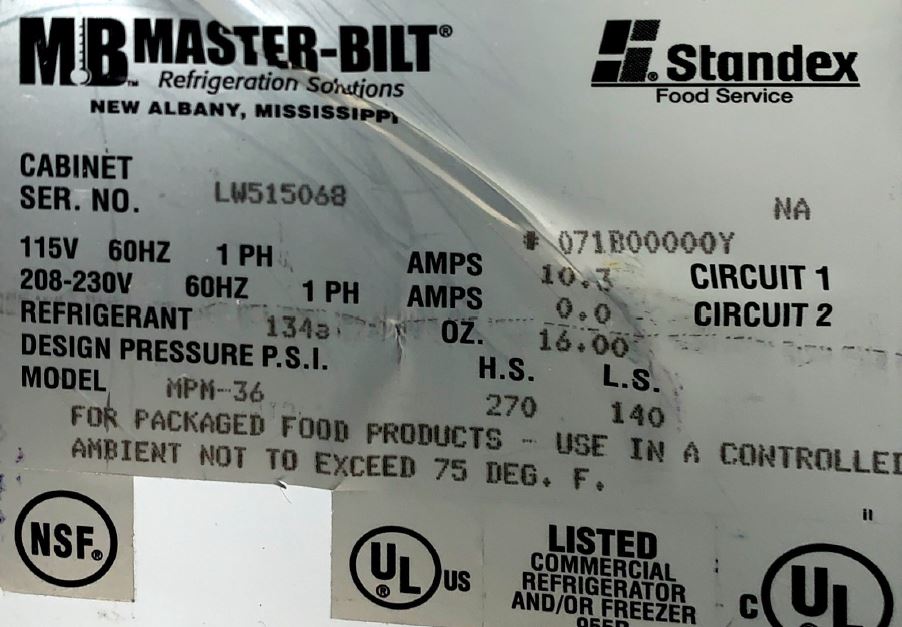 MB™ MASTER-BILT®
Refrigeration Solutions
NEW ALBANY, MISSISSIPPI
Standex
Food Service
CABINET
SER. NO. LW515068 NA
# 071B00000Y
115V 60HZ 1 PH AMPS 10.3 CIRCUIT 1
208-230V 60HZ 1 PH AMPS 0.0 CIRCUIT 2
REFRIGERANT 134a OZ. 16.00
DESIGN PRESSURE P.S.I. H.S. L.S.
MODEL MPM-36 270 140
FOR PACKAGED FOOD PRODUCTS - USE IN A CONTROLLED
AMBIENT NOT TO EXCEED 75 DEG. F.
NSF®
UL® US
LISTED
COMMERCIAL
REFRIGERATOR
AND/OR FREEZER
C UL